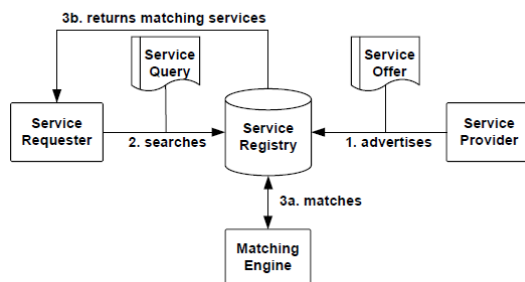 3b. returns matching services
Service
Query
Service
Offer
Service
Requester
2. searches
Service
Registry
1. advertises
Service
Provider
3a. matches
Matching
Engine